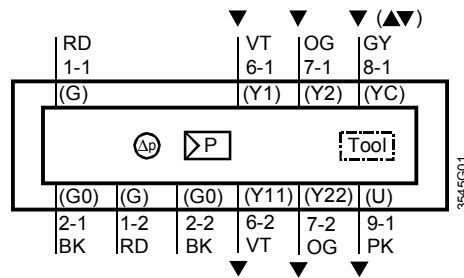 ▼ ▼ ▼ (▲▼)
RD VT OG GY
1-1 6-1 7-1 8-1
(G) (Y1) (Y2) (YC)
Δp P Tool
(G0) (G) (G0) (Y11) (Y22) (U)
2-1 1-2 2-2 6-2 7-2 9-1
BK RD BK VT OG PK
▼ ▼ ▼
3545G01